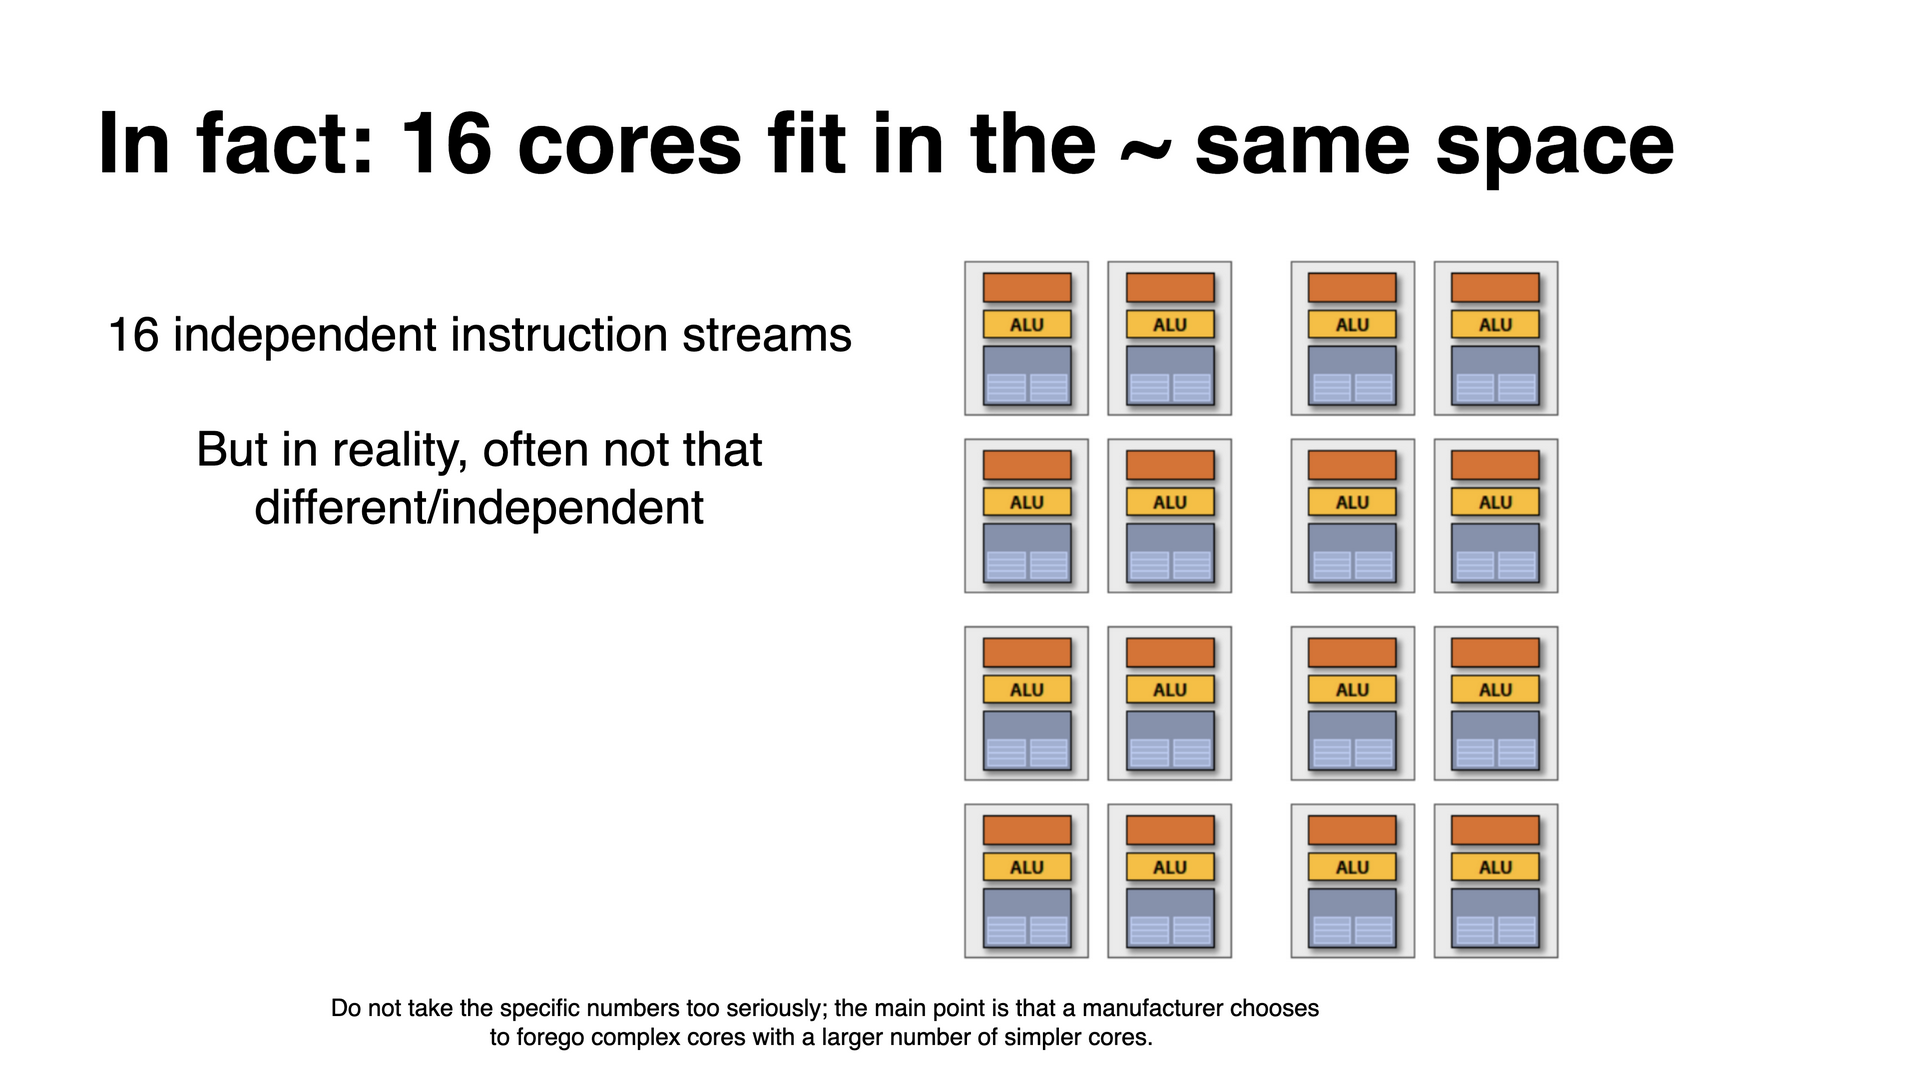 In fact: 16 cores fit in the ~ same space
16 independent instruction streams
But in reality, often not that
different/independent
ALU ALU ALU ALU
ALU ALU ALU ALU
ALU ALU ALU ALU
ALU ALU ALU ALU
Do not take the specific numbers too seriously; the main point is that a manufacturer chooses
to forego complex cores with a larger number of simpler cores.